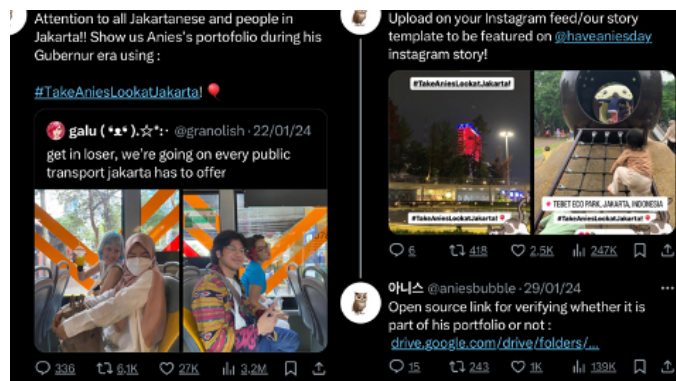 Attention to all Jakartanese and people in
Jakarta!! Show us Anies's portofolio during his
Gubernur era using :
#TakeAniesLookatJakarta! 🎈
galu ( ❛ᴥ❛ ).☆*:· @granolish · 22/01/24
get in loser, we're going on every public
transport jakarta has to offer
336 6,1K 27K 3,2M
Upload on your Instagram feed/our story
template to be featured on @haveaniesday
instagram story!
#TakeAniesLookatJakarta!
#TakeAniesLookatJakarta!
TEBET ECO PARK, JAKARTA, INDONESIA
#TakeAniesLookatJakarta!
6 418 2,5K 247K
아니스 @aniesbubble · 29/01/24
Open source link for verifying whether it is
part of his portfolio or not :
drive.google.com/drive/folders/...
15 243 1K 139K